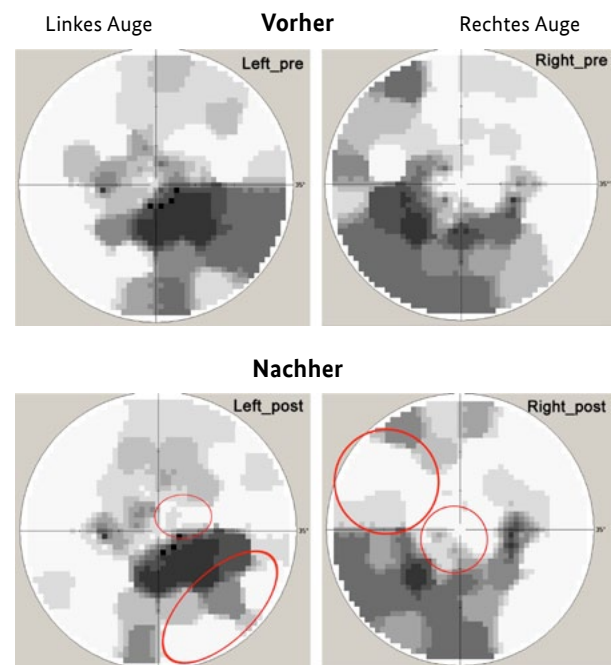 Vorher
Linkes Auge
Rechtes Auge
Left_pre
Right_pre
35°
35°
Nachher
Left_post
Right_post
35°
35°